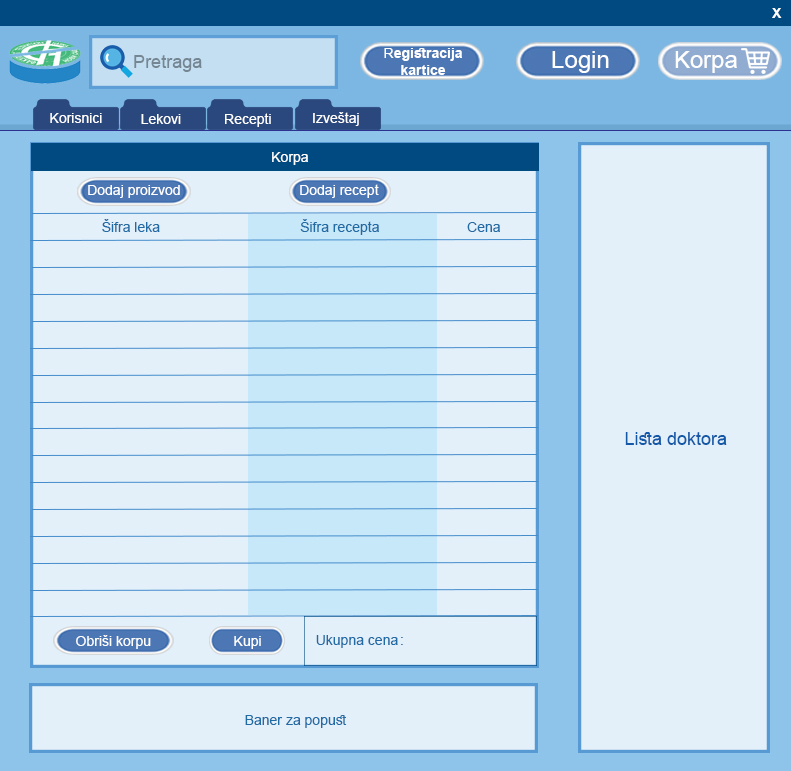 X
Pretraga
Registracija
kartice
Login
Korpa
Korisnici
Lekovi
Recepti
Izveštaj
Korpa
Dodaj proizvod
Dodaj recept
Šifra leka
Šifra recepta
Cena
Lista doktora
Obriši korpu
Kupi
Ukupna cena:
Baner za popust